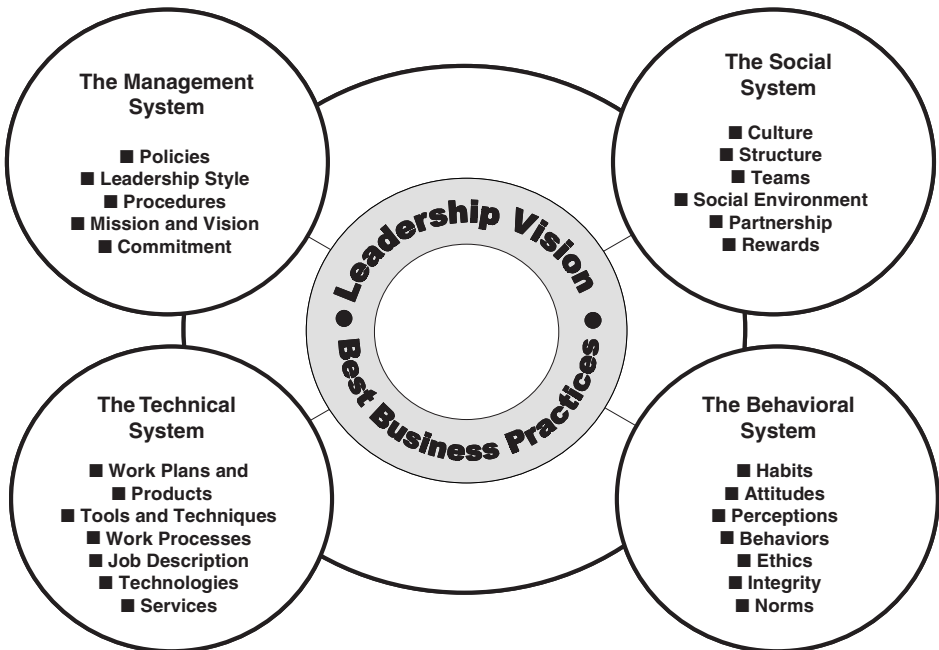 The Management
System
■ Policies
■ Leadership Style
■ Procedures
■ Mission and Vision
■ Commitment
The Social
System
■ Culture
■ Structure
■ Teams
■ Social Environment
■ Partnership
■ Rewards
● Leadership Vision ●
Best Business Practices
The Technical
System
■ Work Plans and
■ Products
■ Tools and Techniques
■ Work Processes
■ Job Description
■ Technologies
■ Services
The Behavioral
System
■ Habits
■ Attitudes
■ Perceptions
■ Behaviors
■ Ethics
■ Integrity
■ Norms